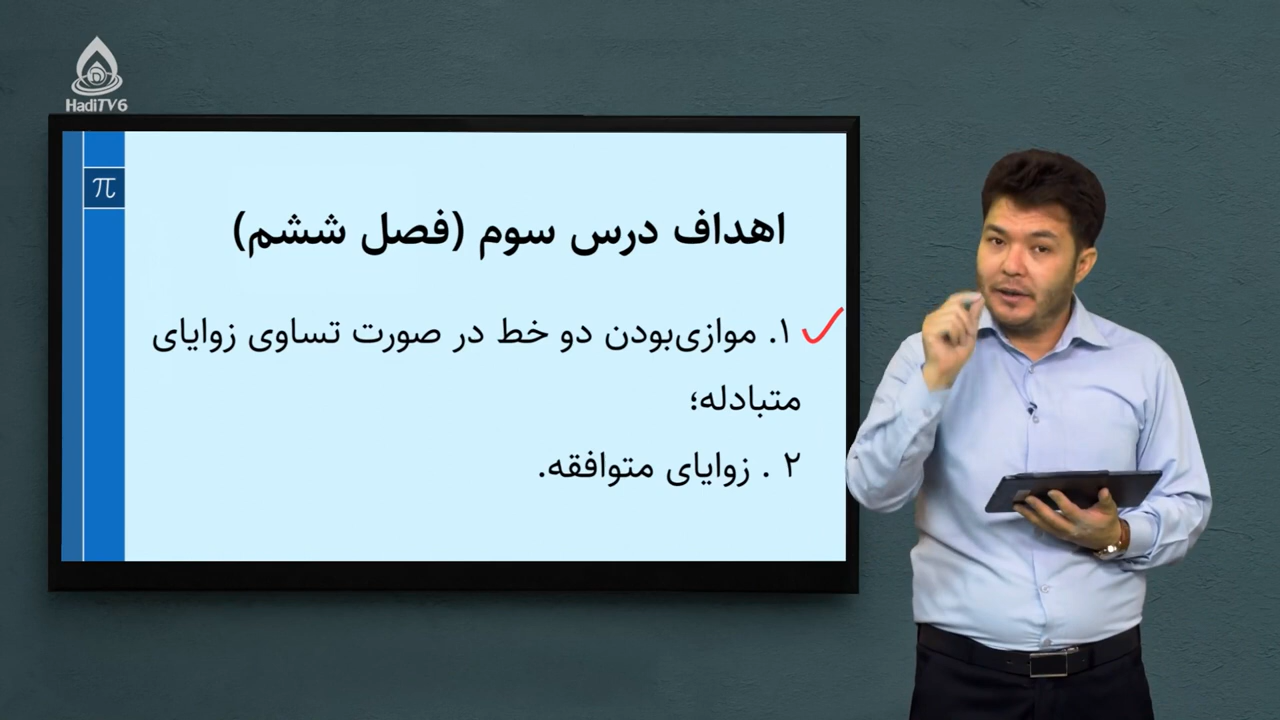 HadiTV6
π
اهداف درس سوم (فصل ششم)
۱. موازی‌بودن دو خط در صورت تساوی زوایای
متبادله؛
۲ . زوایای متوافقه.